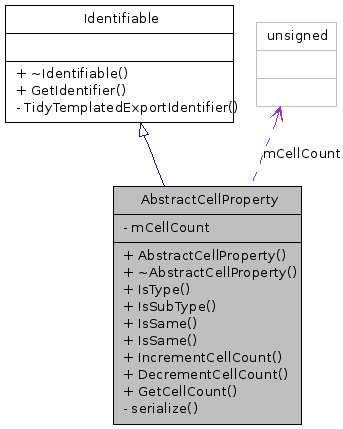 Identifiable
+ ~Identifiable()
+ GetIdentifier()
- TidyTemplatedExportIdentifier()
unsigned
mCellCount
AbstractCellProperty
- mCellCount
+ AbstractCellProperty()
+ ~AbstractCellProperty()
+ IsType()
+ IsSubType()
+ IsSame()
+ IsSame()
+ IncrementCellCount()
+ DecrementCellCount()
+ GetCellCount()
- serialize()